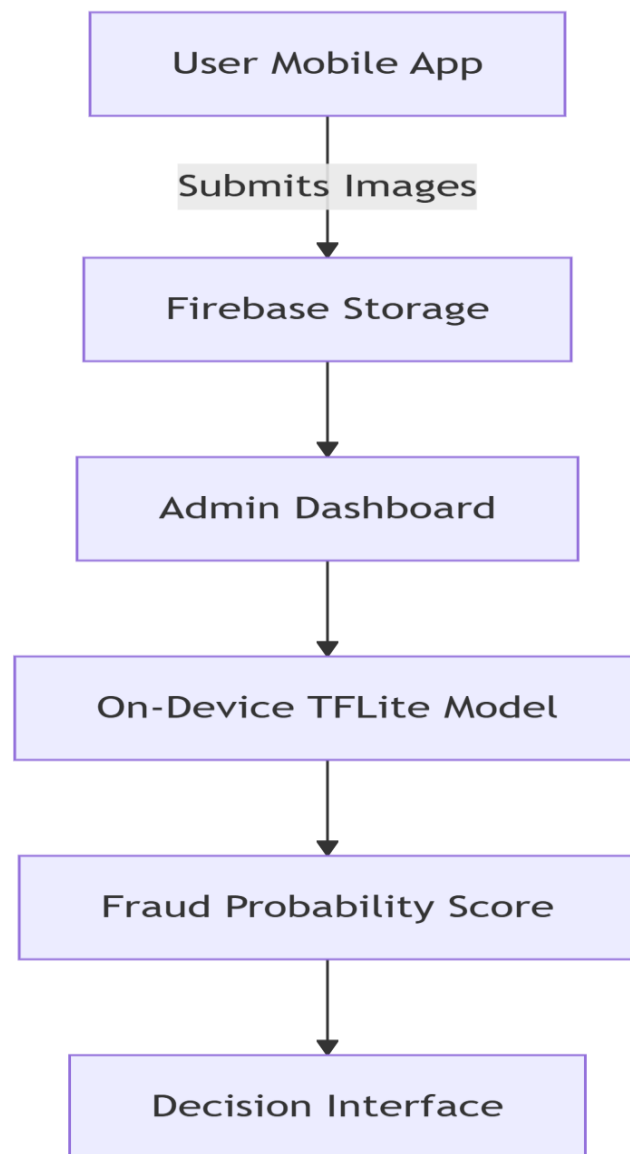 User Mobile App
Submits Images
Firebase Storage
Admin Dashboard
On-Device TFLite Model
Fraud Probability Score
Decision Interface